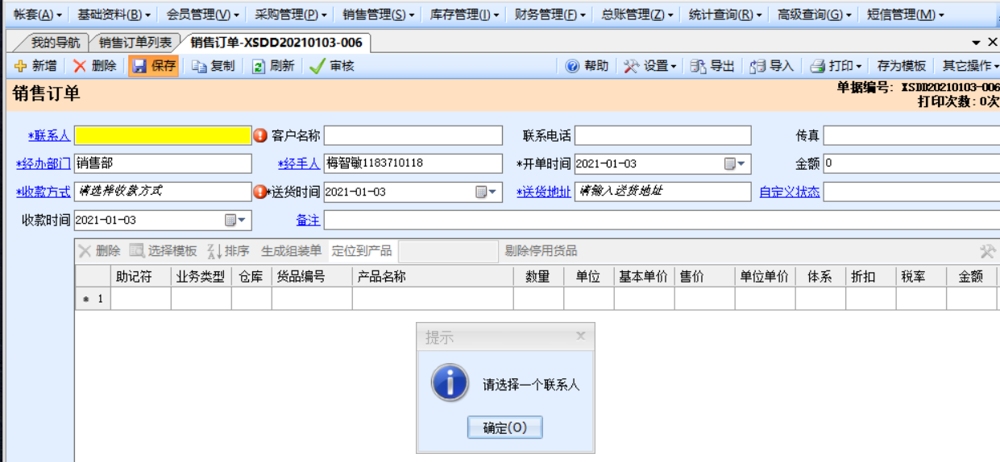 帐套(A) 基础资料(B) 会员管理(V) 采购管理(P) 销售管理(S) 库存管理(I) 财务管理(F) 总账管理(Z) 统计查询(R) 高级查询(G) 短信管理(M)
我的导航 销售订单列表 销售订单-XSDD20210103-006
新增 删除 保存 复制 刷新 审核 帮助 设置 导出 导入 打印 存为模板 其它操作
销售订单
单据编号: XSDD20210103-006
打印次数: 0次
*联系人 客户名称 联系电话 传真
*经办部门 销售部 *经手人 梅智敏1183710118 *开单时间 2021-01-03 金额 0
*收款方式 请选择收款方式 *送货时间 2021-01-03 *送货地址 请输入送货地址 自定义状态
收款时间 2021-01-03 备注
删除 选择模板 排序 生成组装单 定位到产品 剔除停用货品
助记符 业务类型 仓库 货品编号 产品名称 数量 单位 基本单价 售价 单位单价 体系 折扣 税率 金额
* 1
提示
请选择一个联系人
确定(O)